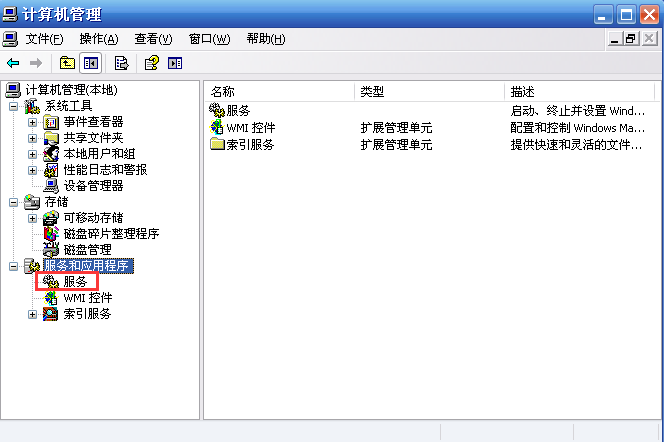 计算机管理
文件(F) 操作(A) 查看(V) 窗口(W) 帮助(H)
计算机管理(本地)
系统工具
事件查看器
共享文件夹
本地用户和组
性能日志和警报
设备管理器
存储
可移动存储
磁盘碎片整理程序
磁盘管理
服务和应用程序
服务
WMI 控件
索引服务
名称 类型 描述
服务 启动、终止并设置 Wind...
WMI 控件 扩展管理单元 配置和控制 Windows Ma...
索引服务 扩展管理单元 提供快速和灵活的文件...